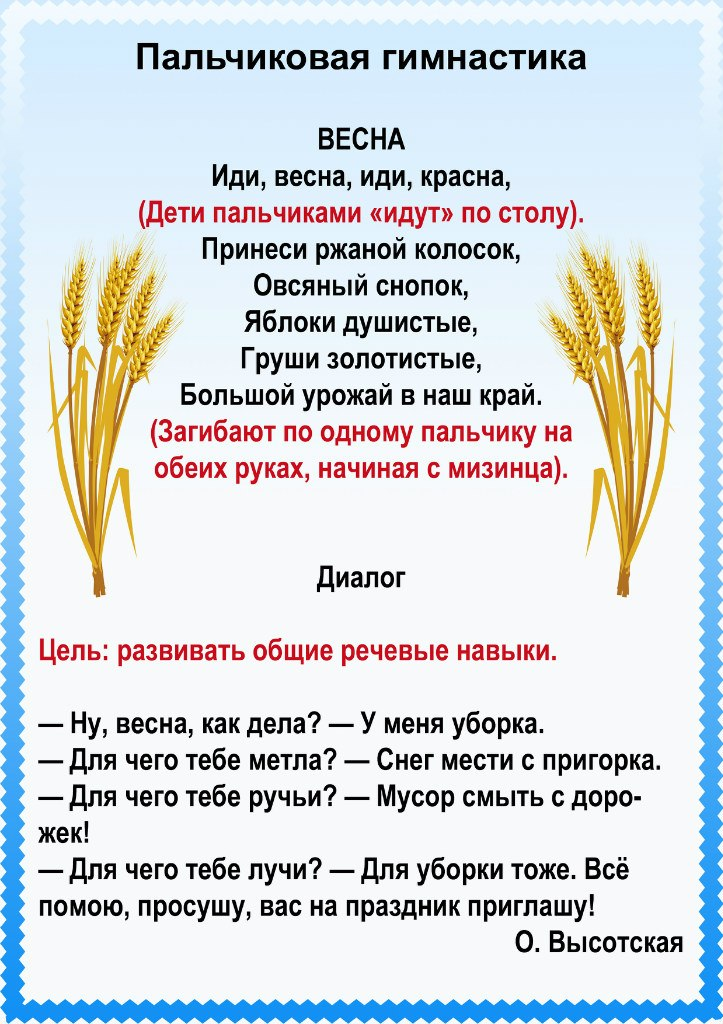 Пальчиковая гимнастика
ВЕСНА
Иди, весна, иди, красна,
(Дети пальчиками «идут» по столу).
Принеси ржаной колосок,
Овсяный снопок,
Яблоки душистые,
Груши золотистые,
Большой урожай в наш край.
(Загибают по одному пальчику на
обеих руках, начиная с мизинца).
Диалог
Цель: развивать общие речевые навыки.
— Ну, весна, как дела? — У меня уборка.
— Для чего тебе метла? — Снег мести с пригорка.
— Для чего тебе ручьи? — Мусор смыть с доро-
жек!
— Для чего тебе лучи? — Для уборки тоже. Всё
помою, просушу, вас на праздник приглашу!
О. Высотская